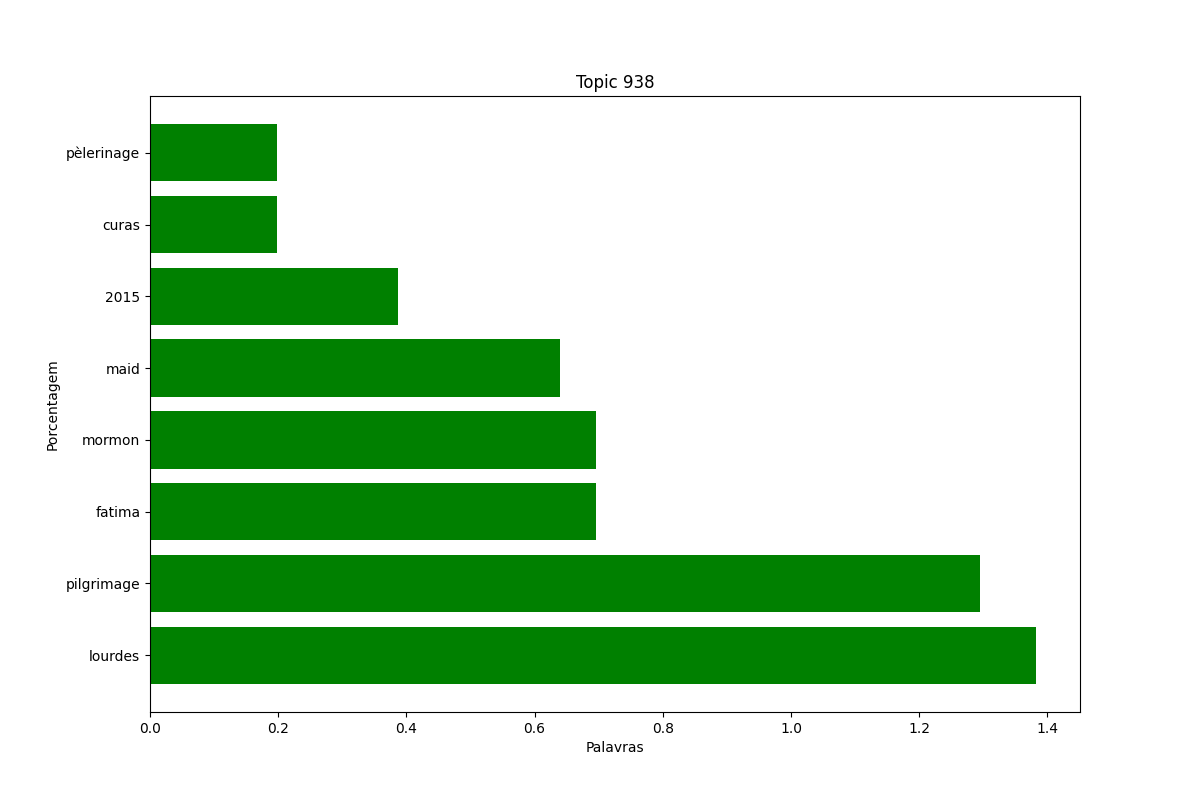 Topic 938
pèlerinage
curas
2015
maid
mormon
fatima
pilgrimage
lourdes
Porcentagem
0.0 0.2 0.4 0.6 0.8 1.0 1.2 1.4
Palavras